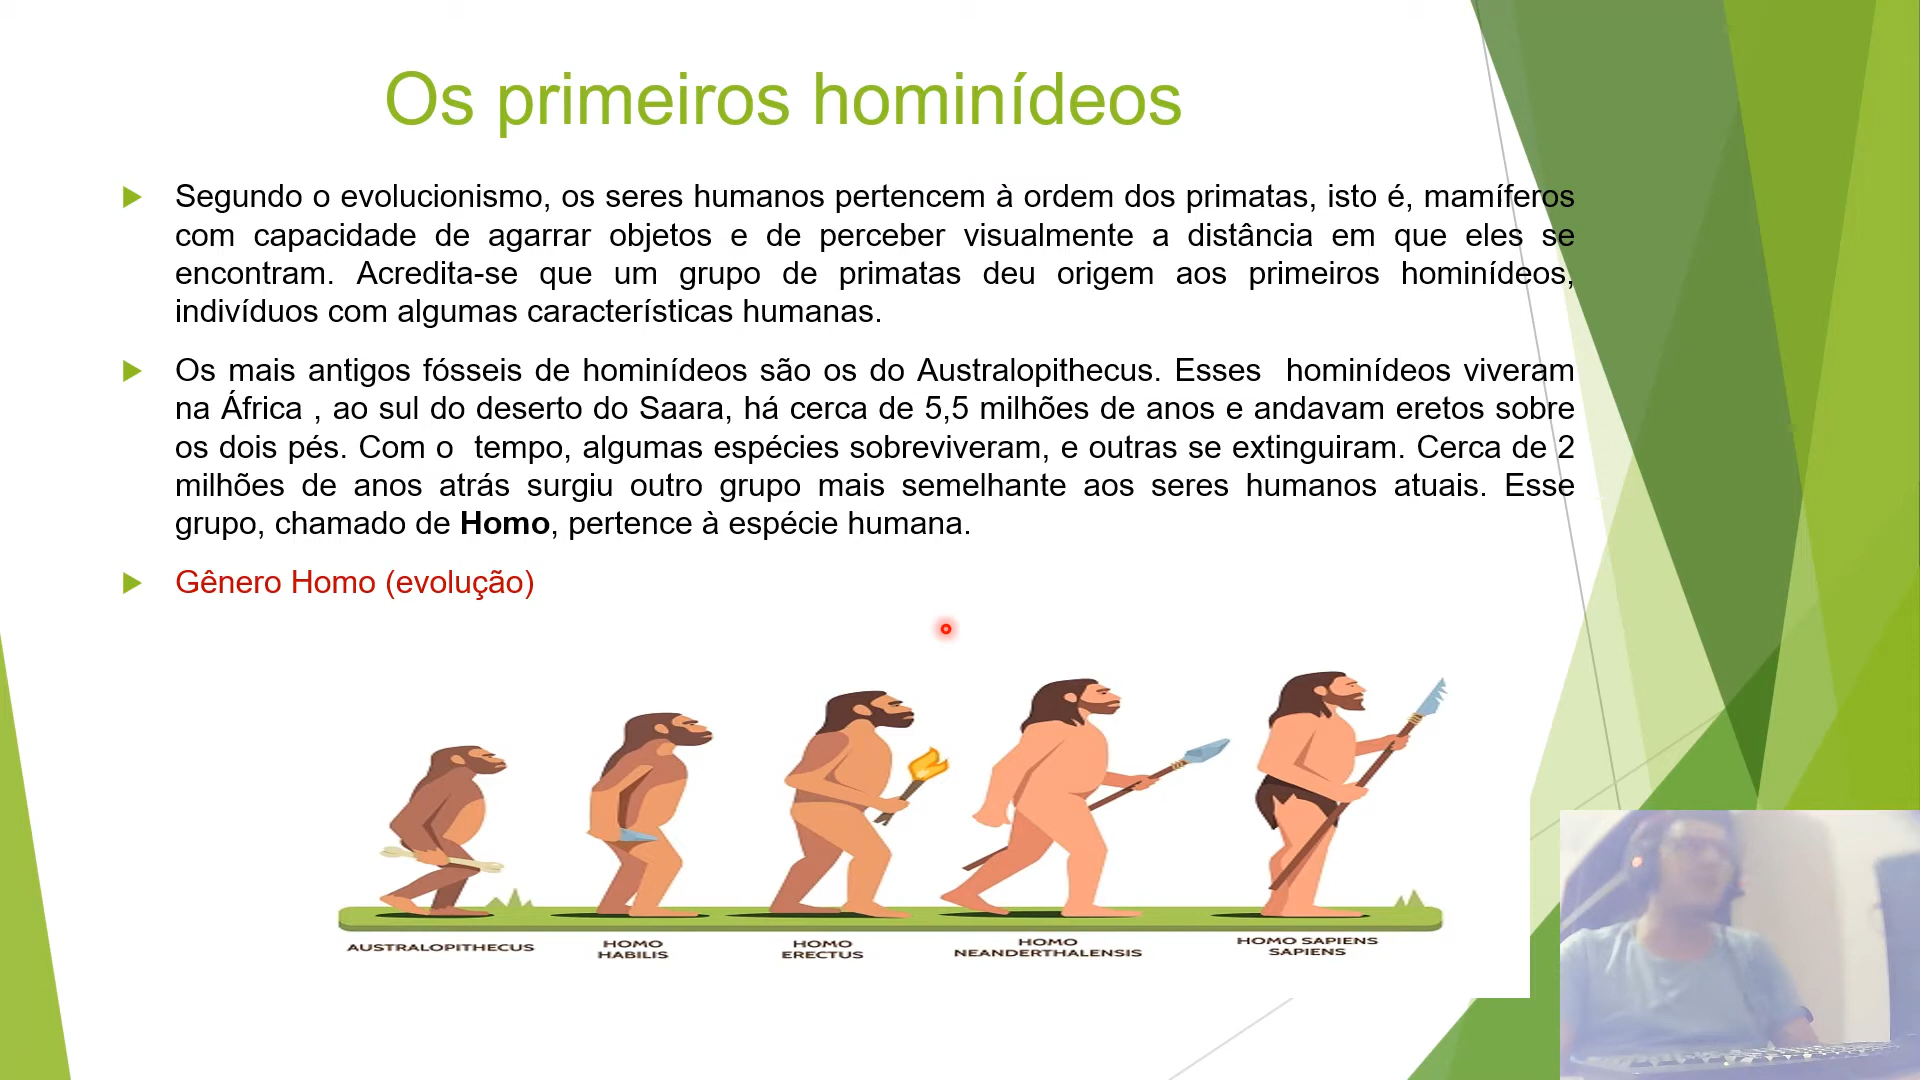 Os primeiros hominídeos
Segundo o evolucionismo, os seres humanos pertencem à ordem dos primatas, isto é, mamíferos
com capacidade de agarrar objetos e de perceber visualmente a distância em que eles se
encontram. Acredita-se que um grupo de primatas deu origem aos primeiros hominídeos,
indivíduos com algumas características humanas.
Os mais antigos fósseis de hominídeos são os do Australopithecus. Esses hominídeos viveram
na África , ao sul do deserto do Saara, há cerca de 5,5 milhões de anos e andavam eretos sobre
os dois pés. Com o tempo, algumas espécies sobreviveram, e outras se extinguiram. Cerca de 2
milhões de anos atrás surgiu outro grupo mais semelhante aos seres humanos atuais. Esse
grupo, chamado de Homo, pertence à espécie humana.
Gênero Homo (evolução)
AUSTRALOPITHECUS
HOMO
HABILIS
HOMO
ERECTUS
HOMO
NEANDERTHALENSIS
HOMO SAPIENS
SAPIENS